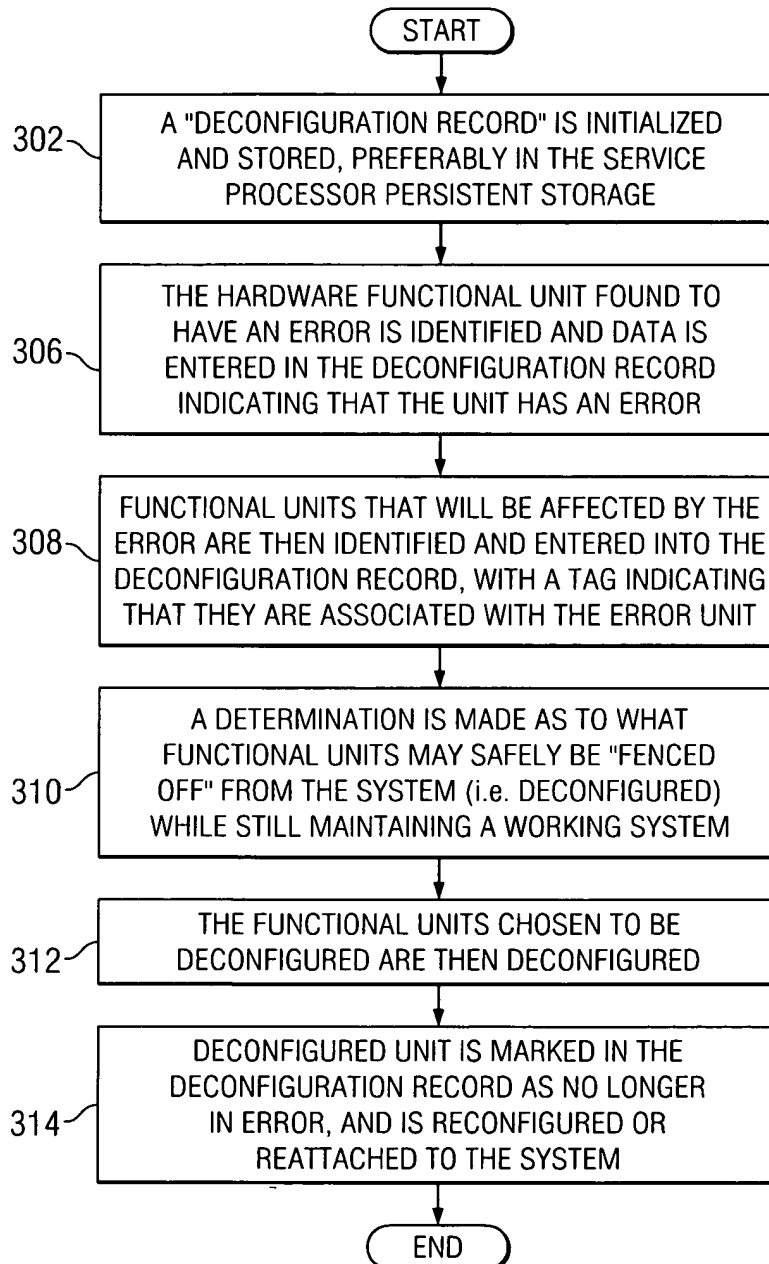 START
302
A "DECONFIGURATION RECORD" IS INITIALIZED
AND STORED, PREFERABLY IN THE SERVICE
PROCESSOR PERSISTENT STORAGE
306
THE HARDWARE FUNCTIONAL UNIT FOUND TO
HAVE AN ERROR IS IDENTIFIED AND DATA IS
ENTERED IN THE DECONFIGURATION RECORD
INDICATING THAT THE UNIT HAS AN ERROR
308
FUNCTIONAL UNITS THAT WILL BE AFFECTED BY THE
ERROR ARE THEN IDENTIFIED AND ENTERED INTO THE
DECONFIGURATION RECORD, WITH A TAG INDICATING
THAT THEY ARE ASSOCIATED WITH THE ERROR UNIT
310
A DETERMINATION IS MADE AS TO WHAT
FUNCTIONAL UNITS MAY SAFELY BE "FENCED
OFF" FROM THE SYSTEM (i.e. DECONFIGURED)
WHILE STILL MAINTAINING A WORKING SYSTEM
312
THE FUNCTIONAL UNITS CHOSEN TO BE
DECONFIGURED ARE THEN DECONFIGURED
314
DECONFIGURED UNIT IS MARKED IN THE
DECONFIGURATION RECORD AS NO LONGER
IN ERROR, AND IS RECONFIGURED OR
REATTACHED TO THE SYSTEM
END